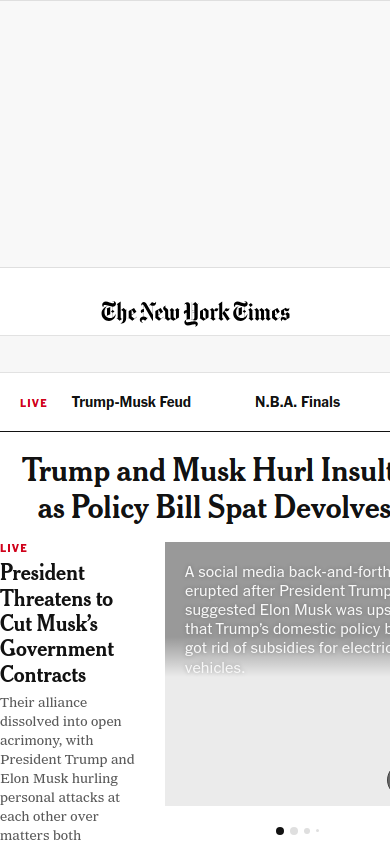 The New York Times
LIVE Trump-Musk Feud N.B.A. Finals
Trump and Musk Hurl Insult
as Policy Bill Spat Devolves
LIVE
President
Threatens to
Cut Musk's
Government
Contracts
Their alliance
dissolved into open
acrimony, with
President Trump and
Elon Musk hurling
personal attacks at
each other over
matters both
A social media back-and-forth
erupted after President Trump
suggested Elon Musk was ups
that Trump's domestic policy b
got rid of subsidies for electric
vehicles.